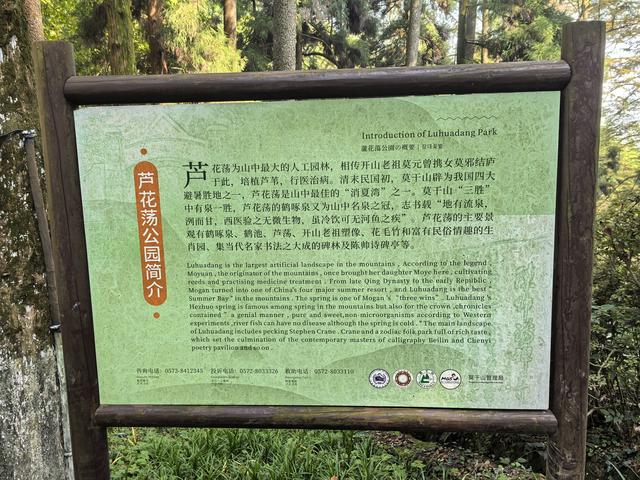 Introduction of Luhuadang Park
芦花荡公园简介
芦花荡为山中最大的人工园林，相传开山老祖莫元曾携女莫邪结庐
于此，培植芦苇，行医治病。清末民国初，莫干山辟为我国四大
避暑胜地之一，芦花荡是山中最佳的“消夏湾”之一。莫干山“三胜”
中有泉一胜，芦花荡的鹤啄泉又为山中名泉之冠，志书载“地有流泉，
洌而甘，西医验之无微生物，虽冷饮可无河鱼之疾”。芦花荡的主要景
观有鹤啄泉、鹤池、芦荡、开山老祖塑像、花毛竹和富有民俗情趣的生
肖园、集当代名家书法之大成的碑林及陈帅诗碑亭等。
Luhuadang is the largest artificial landscape in the mountains , According to the legend ,
Moyuan , the originator of the mountains , once brought her daughter Moye here , cultivating
reeds and practising medicine treatment . From late Qing Dynasty to the early Republic ,
Mogan turned into one of China's four major summer resort , and Luhuadang is the best "
Summer Bay" in the mountains . The spring is one of Mogan 's "three wins" . Luhuadang 's
Hezhuo spring is famous among spring in the mountains but also for the crown ,chronicles
contained " a genial manner , pure and sweet,non-microorganisms according to Western
experiments ,river fish can have no disease although the spring is cold . "The main landscape
of Luhuadang includes pecking Stephen Crane . Crane and a zodiac folk park full of rich taste,
which set the culmination of the contemporary masters of calligraphy Beilin and Chenyi
poetry pavilion so on .
咨询电话：0572-8412345 投诉电话：0572-8033326 救助电话：0572-8033110
莫干山管理局